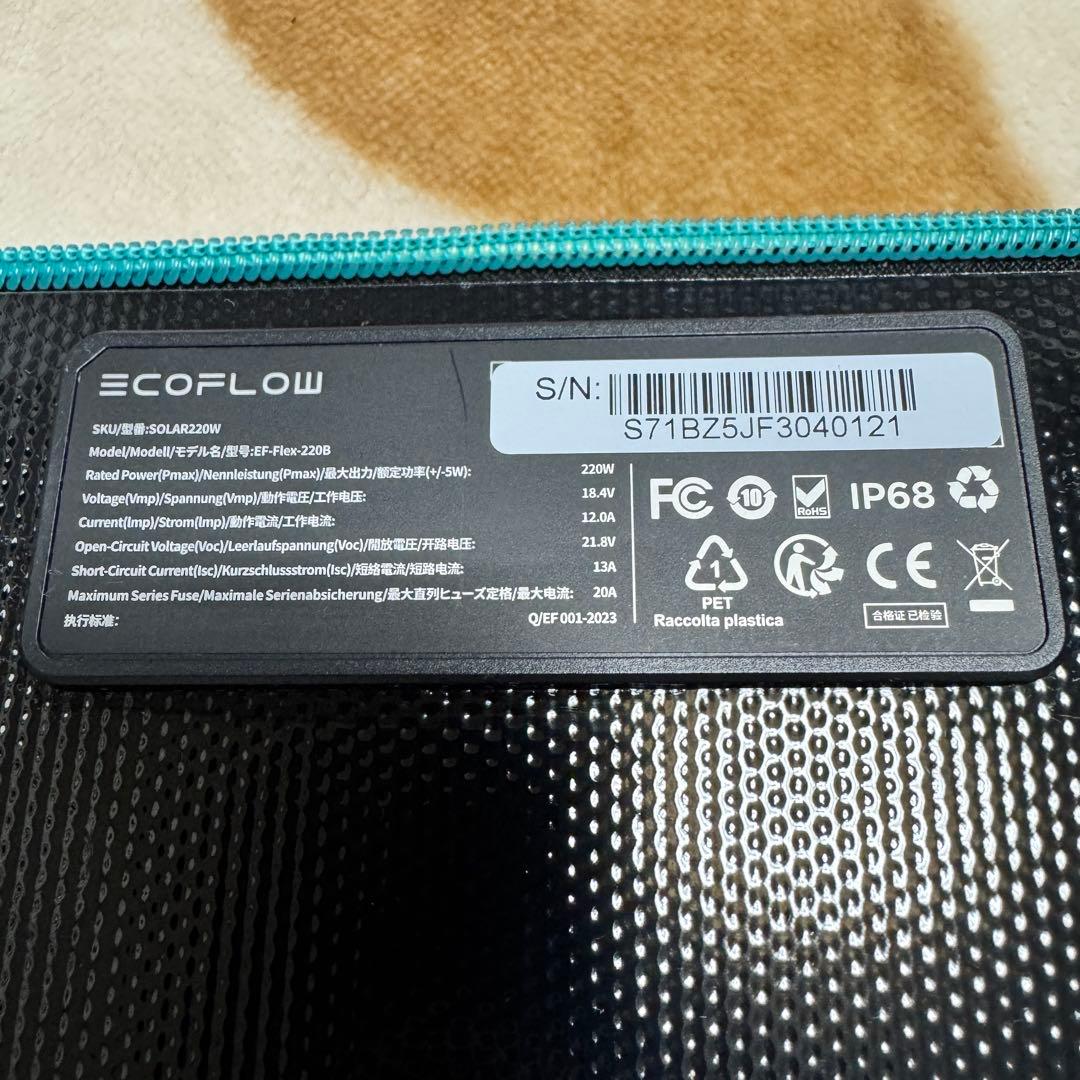 ECOFLOW
SKU/型番:SOLAR220W
Model/Modell/モデル名/型号:EF-Flex-220B
Rated Power(Pmax)/Nennleistung(Pmax)/最大出力/额定功率(+/-5W): 220W
Voltage(Vmp)/Spannung(Vmp)/動作電圧/工作电压: 18.4V
Current(Imp)/Strom(Imp)/動作電流/工作电流: 12.0A
Open-Circuit Voltage(Voc)/Leerlaufspannung(Voc)/開放電圧/开路电压: 21.8V
Short-Circuit Current(Isc)/Kurzschlussstrom(Isc)/短絡電流/短路电流: 13A
Maximum Series Fuse/Maximale Serienabsicherung/最大直列ヒューズ定格/最大电流: 20A
执行标准: Q/EF 001-2023
S/N:
S71BZ5JF3040121
FC 10 RoHS IP68
1
PET
Raccolta plastica
CE
合格证 已检验